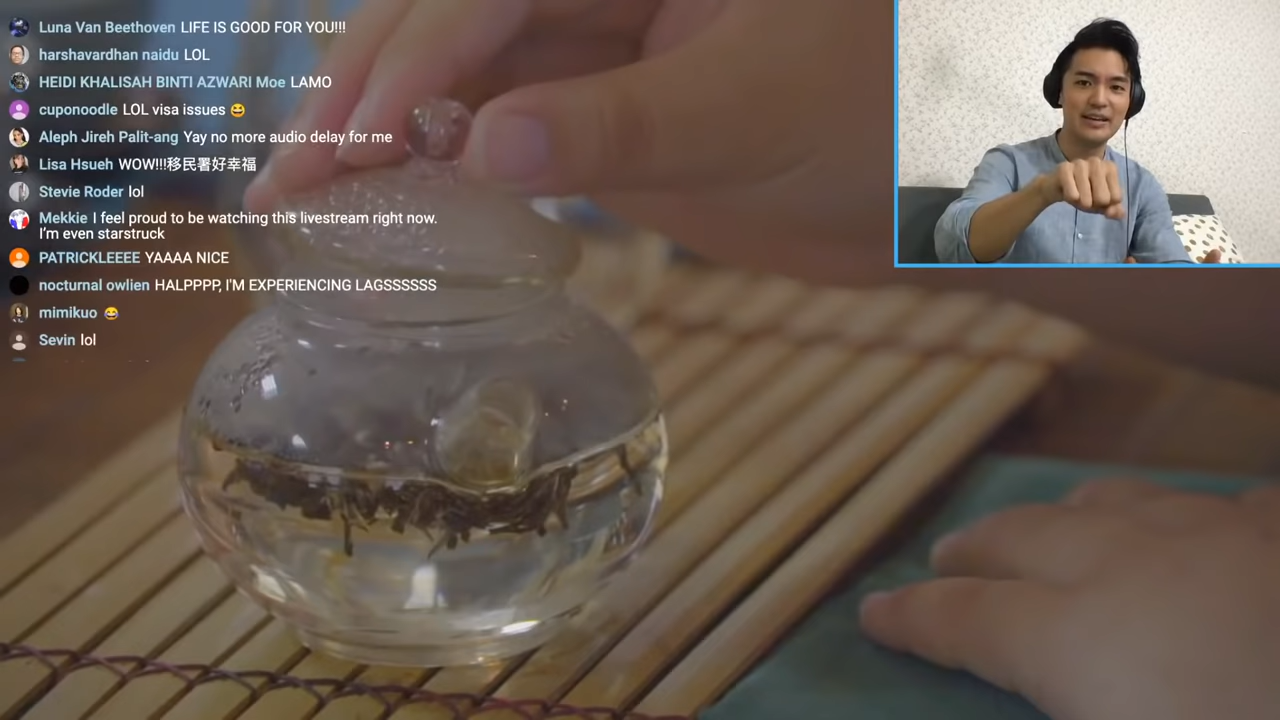 Luna Van Beethoven LIFE IS GOOD FOR YOU!!!
harshavardhan naidu LOL
HEIDI KHALISAH BINTI AZWARI Moe LAMO
cuponoodle LOL visa issues 😆
Aleph Jireh Palit-ang Yay no more audio delay for me
Lisa Hsueh WOW!!!移民署好幸福
Stevie Roder lol
Mekkie I feel proud to be watching this livestream right now.
I'm even starstruck
PATRICKLEEEE YAAAA NICE
nocturnal owlien HALPPPP, I'M EXPERIENCING LAGSSSSSS
mimikuo 😂
Sevin lol